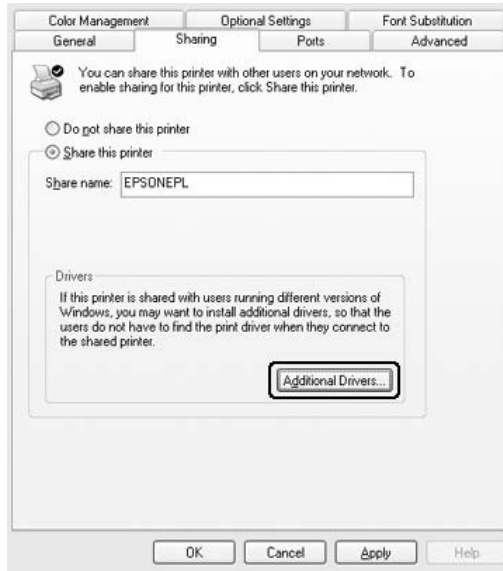 Color Management Optional Settings Font Substitution
General Sharing Ports Advanced
You can share this printer with other users on your network. To
enable sharing for this printer, click Share this printer.
Do not share this printer
Share this printer
Share name: EPSONEPL
Drivers
If this printer is shared with users running different versions of
Windows, you may want to install additional drivers, so that the
users do not have to find the print driver when they connect to
the shared printer.
Additional Drivers...
OK Cancel Apply Help